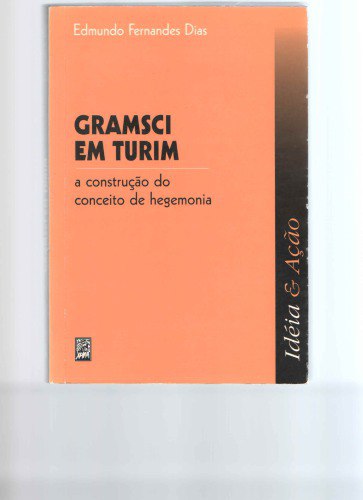 Edmundo Fernandes Dias
GRAMSCI
EM TURIM
a construção do
conceito de hegemonia
Idéia & Ação